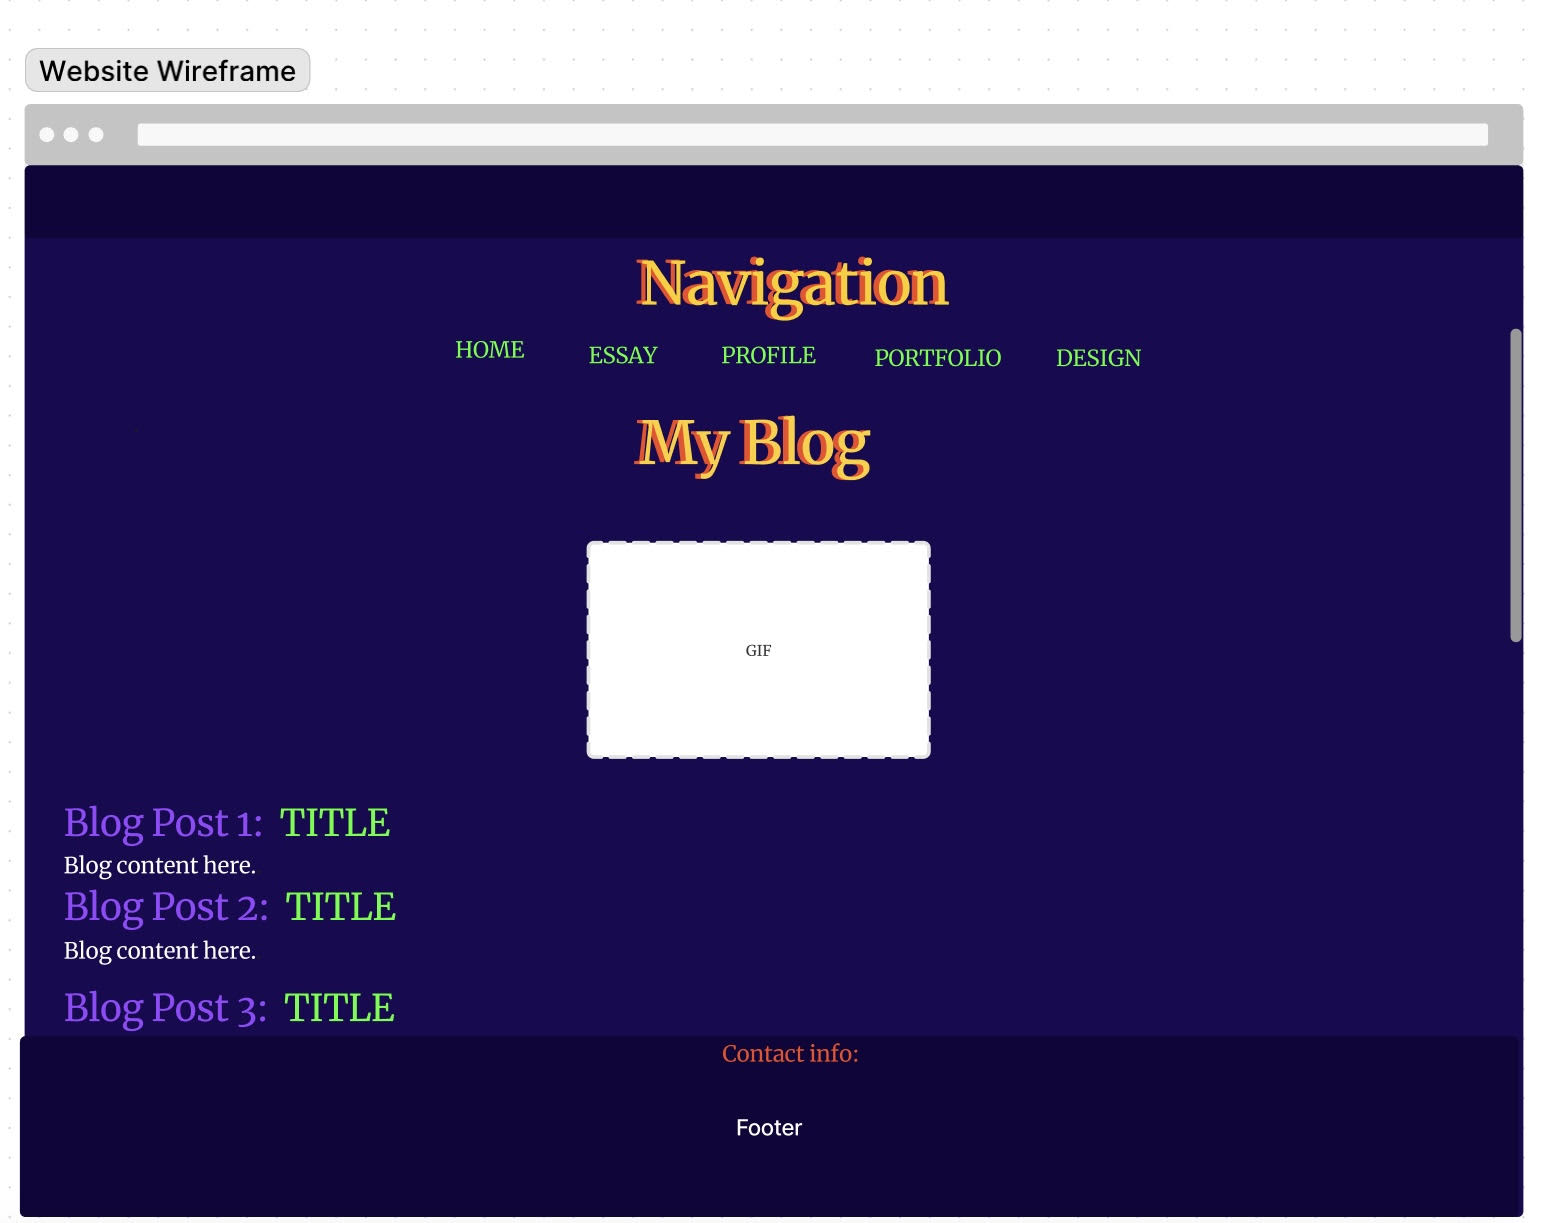 Website Wireframe
Navigation
HOME ESSAY PROFILE PORTFOLIO DESIGN
My Blog
GIF
Blog Post 1: TITLE
Blog content here.
Blog Post 2: TITLE
Blog content here.
Blog Post 3: TITLE
Contact info:
Footer